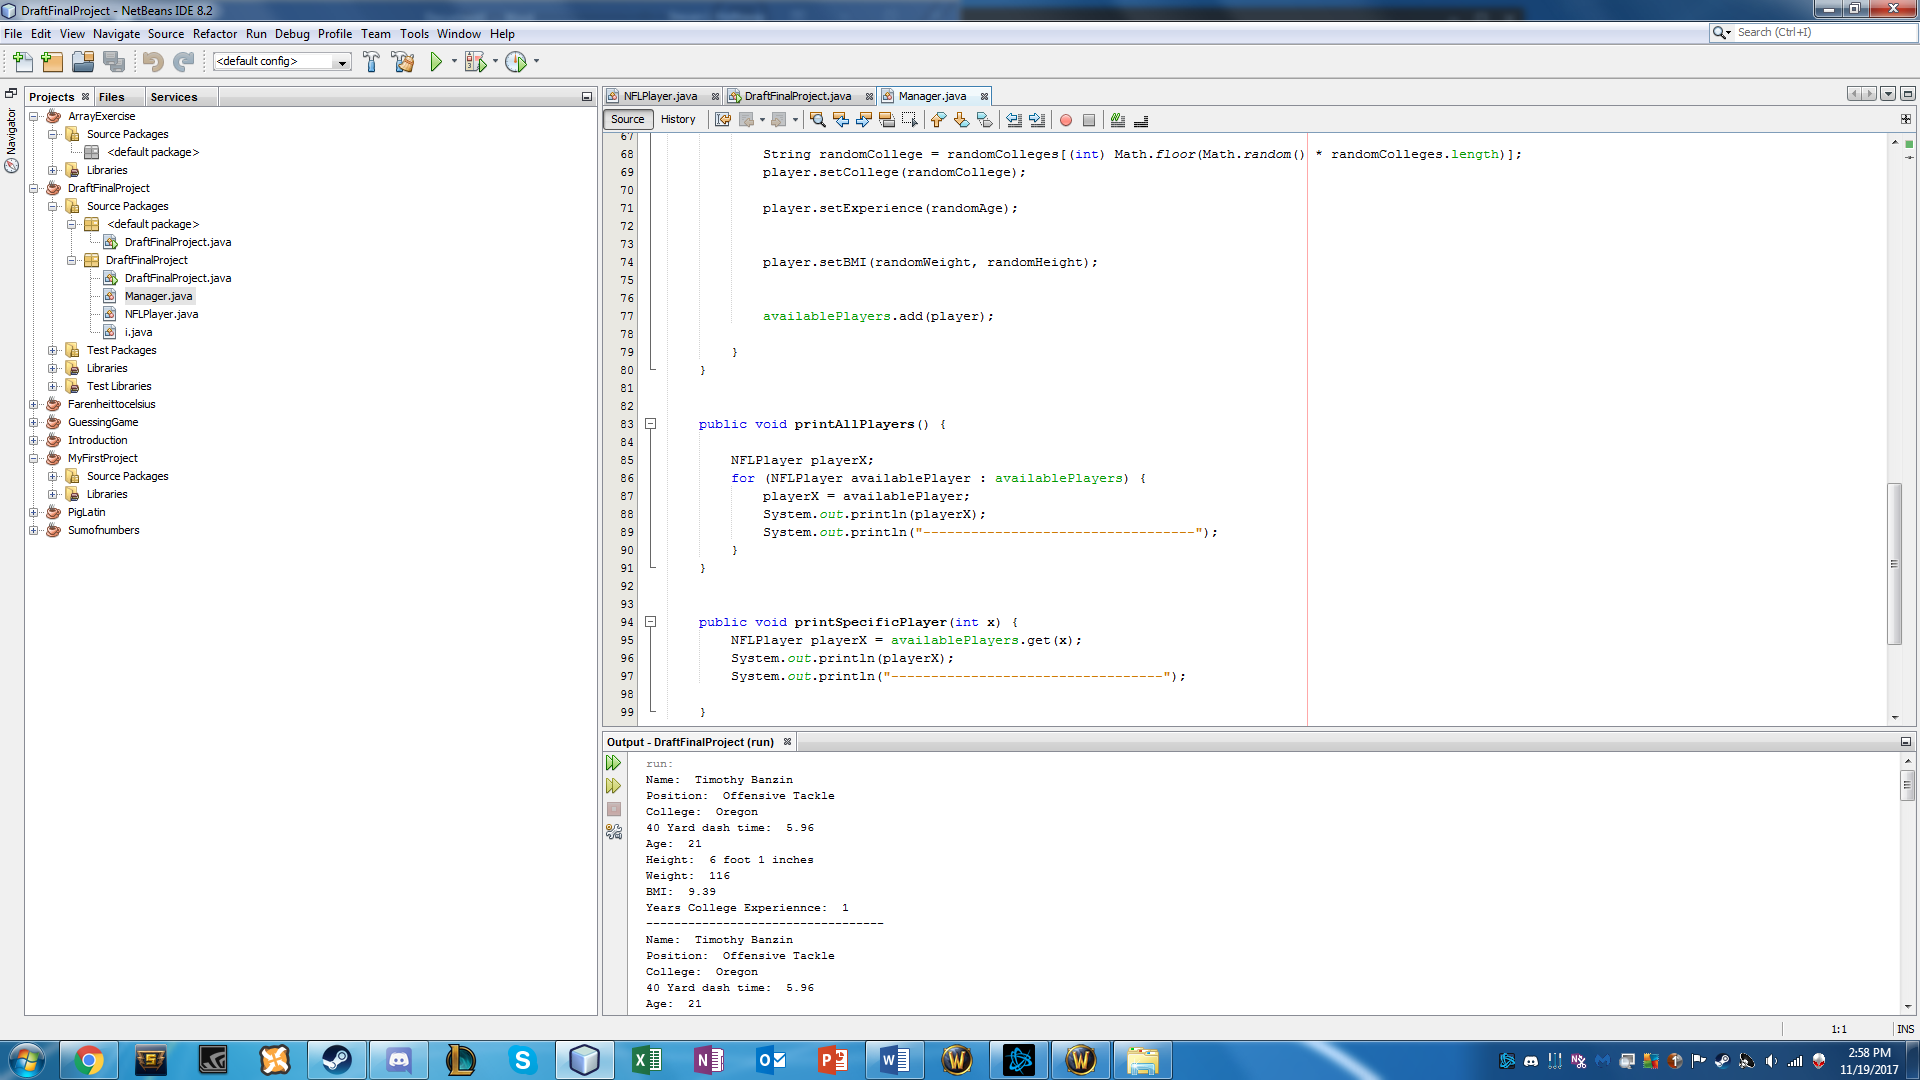 DraftFinalProject - NetBeans IDE 8.2
File Edit View Navigate Source Refactor Run Debug Profile Team Tools Window Help
Search (Ctrl+I)
<default config>
Navigator
Projects Files Services
ArrayExercise
Source Packages
<default package>
Libraries
DraftFinalProject
Source Packages
<default package>
DraftFinalProject.java
DraftFinalProject
DraftFinalProject.java
Manager.java
NFLPlayer.java
i.java
Test Packages
Libraries
Test Libraries
Farenheittocelsius
GuessingGame
Introduction
MyFirstProject
Source Packages
Libraries
PigLatin
Sumofnumbers
NFLPlayer.java DraftFinalProject.java Manager.java
Source History
67
68 String randomCollege = randomColleges[(int) Math.floor(Math.random() * randomColleges.length)];
69 player.setCollege(randomCollege);
70
71 player.setExperience(randomAge);
72
73
74 player.setBMI(randomWeight, randomHeight);
75
76
77 availablePlayers.add(player);
78
79 }
80 }
81
82
83 public void printAllPlayers() {
84
85 NFLPlayer playerX;
86 for (NFLPlayer availablePlayer : availablePlayers) {
87 playerX = availablePlayer;
88 System.out.println(playerX);
89 System.out.println("----------------------------------");
90 }
91 }
92
93
94 public void printSpecificPlayer(int x) {
95 NFLPlayer playerX = availablePlayers.get(x);
96 System.out.println(playerX);
97 System.out.println("----------------------------------");
98
99 }
Output - DraftFinalProject (run)
run:
Name:  Timothy Banzin
Position:  Offensive Tackle
College:  Oregon
40 Yard dash time:  5.96
Age:  21
Height:  6 foot 1 inches
Weight:  116
BMI:  9.39
Years College Experiennce:  1
----------------------------------
Name:  Timothy Banzin
Position:  Offensive Tackle
College:  Oregon
40 Yard dash time:  5.96
Age:  21
1:1 INS
2:58 PM
11/19/2017